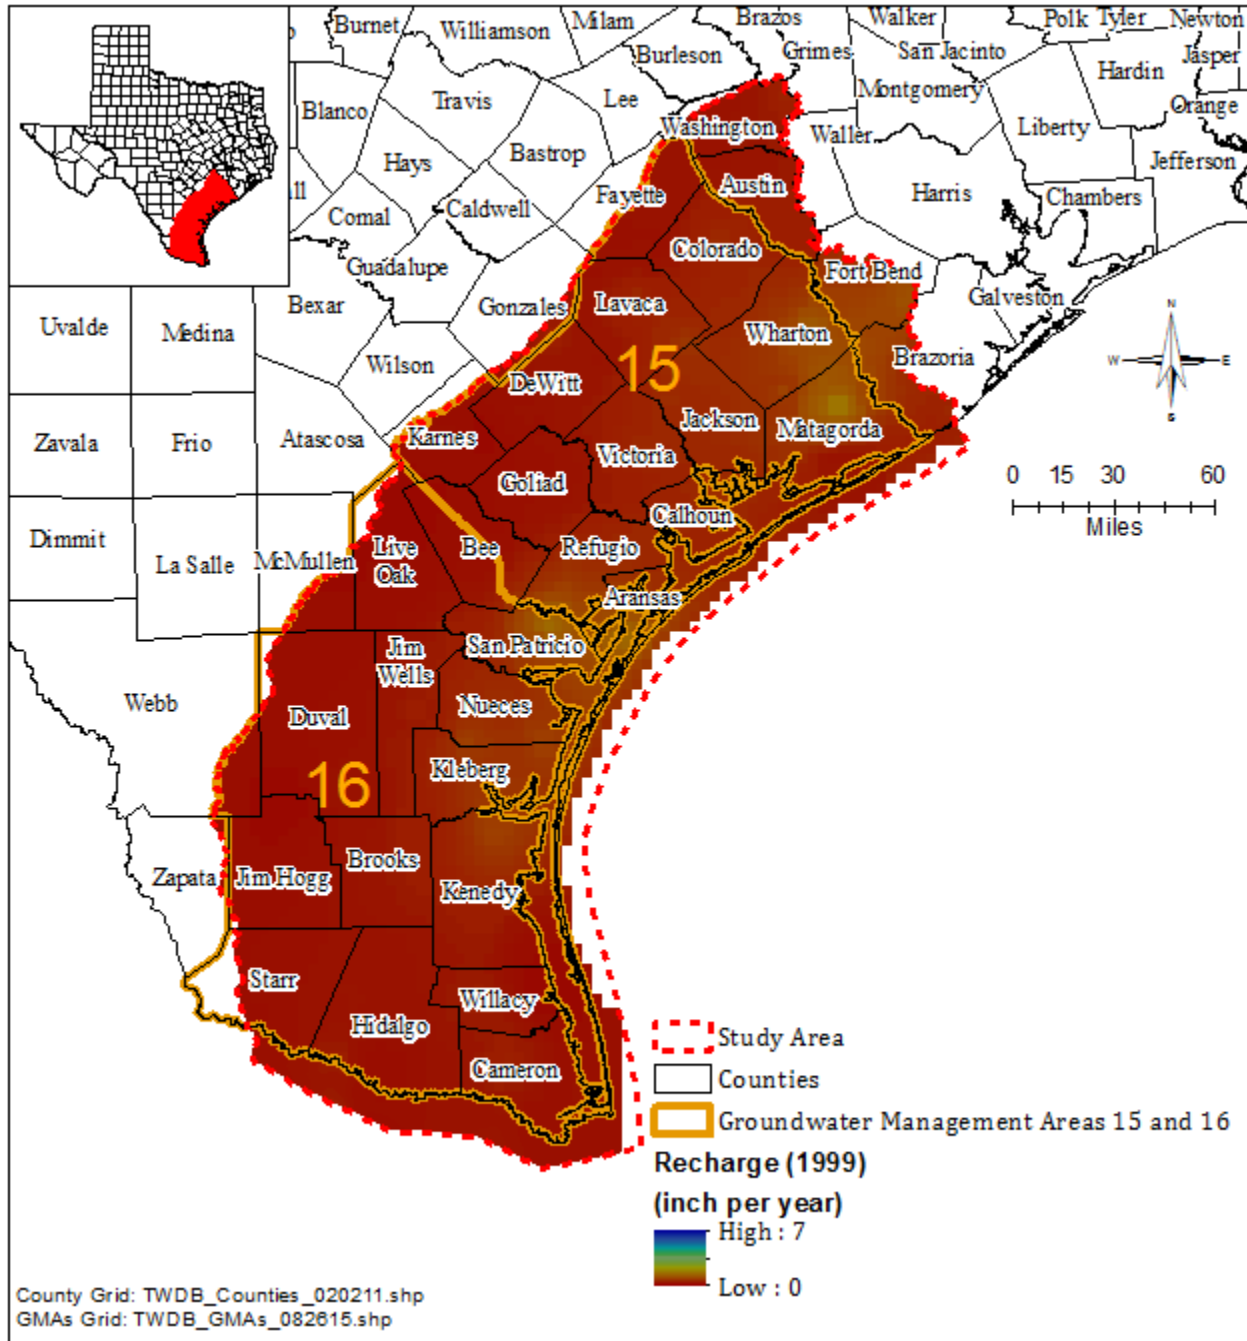 Burnet
Williamson
Milam
Brazos
Walker
Polk
Tyler
Newton
Grimes
San Jacinto
Jasper
Burleson
Hardin
Montgomery
Blanco
Travis
Lee
Orange
Washington
Waller
Liberty
Hays
Bastrop
Jefferson
Austin
Harris
Chambers
Fayette
Comal
Caldwell
Colorado
Guadalupe
Fort Bend
Bexar
Gonzales
Lavaca
Galveston
Uvalde
Medina
Wharton
N
Wilson
15
Brazoria
W
E
DeWitt
S
Zavala
Frio
Atascosa
Karnes
Jackson
Matagorda
Victoria
0 15 30 60
Miles
Goliad
Calhoun
Dimmit
La Salle
McMullen
Live
Oak
Bee
Refugio
Aransas
San Patricio
Jim
Wells
Webb
Duval
Nueces
16
Kleberg
Zapata
Jim Hogg
Brooks
Kenedy
Starr
Willacy
Hidalgo
Cameron
Study Area
Counties
Groundwater Management Areas 15 and 16
Recharge (1999)
(inch per year)
High : 7
Low : 0
County Grid: TWDB_Counties_020211.shp
GMAs Grid: TWDB_GMAs_082615.shp